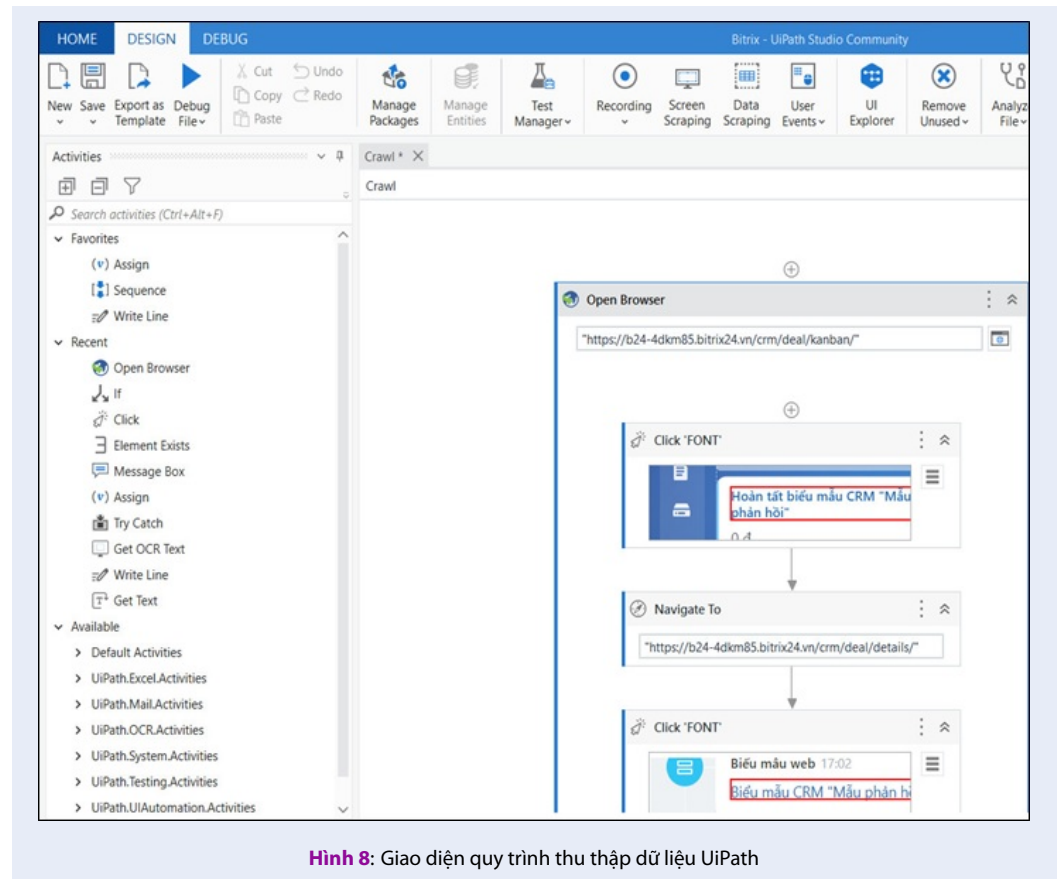 HOME DESIGN DEBUG Bitrix - UiPath Studio Community
New Save Export as Template Debug File Cut Copy Paste Undo Redo Manage Packages Manage Entities Test Manager Recording Screen Scraping Data Scraping User Events UI Explorer Remove Unused Analyz File
Activities
Crawl *
Crawl
Search activities (Ctrl+Alt+F)
Favorites
(v) Assign
Sequence
Write Line
Recent
Open Browser
If
Click
Element Exists
Message Box
(v) Assign
Try Catch
Get OCR Text
Write Line
Get Text
Available
Default Activities
UiPath.Excel.Activities
UiPath.Mail.Activities
UiPath.OCR.Activities
UiPath.System.Activities
UiPath.Testing.Activities
UiPath.UIAutomation.Activities
Open Browser
"https://b24-4dkm85.bitrix24.vn/crm/deal/kanban/"
Click 'FONT'
Hoàn tất biểu mẫu CRM "Mẫu
phản hồi"
Navigate To
"https://b24-4dkm85.bitrix24.vn/crm/deal/details/"
Click 'FONT'
Biểu mẫu web 17:02
Biểu mẫu CRM "Mẫu phản
Hình 8: Giao diện quy trình thu thập dữ liệu UiPath